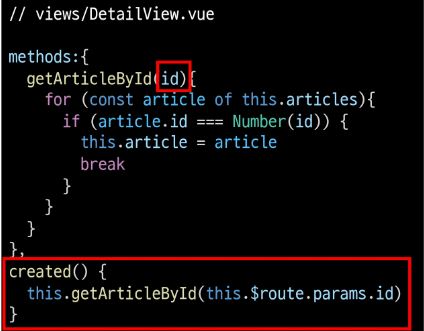 // views/DetailView.vue
methods:{
getArticleById(id){
for (const article of this.articles){
if (article.id === Number(id)) {
this.article = article
break
}
}
}
},
created() {
this.getArticleById(this.$route.params.id)
}